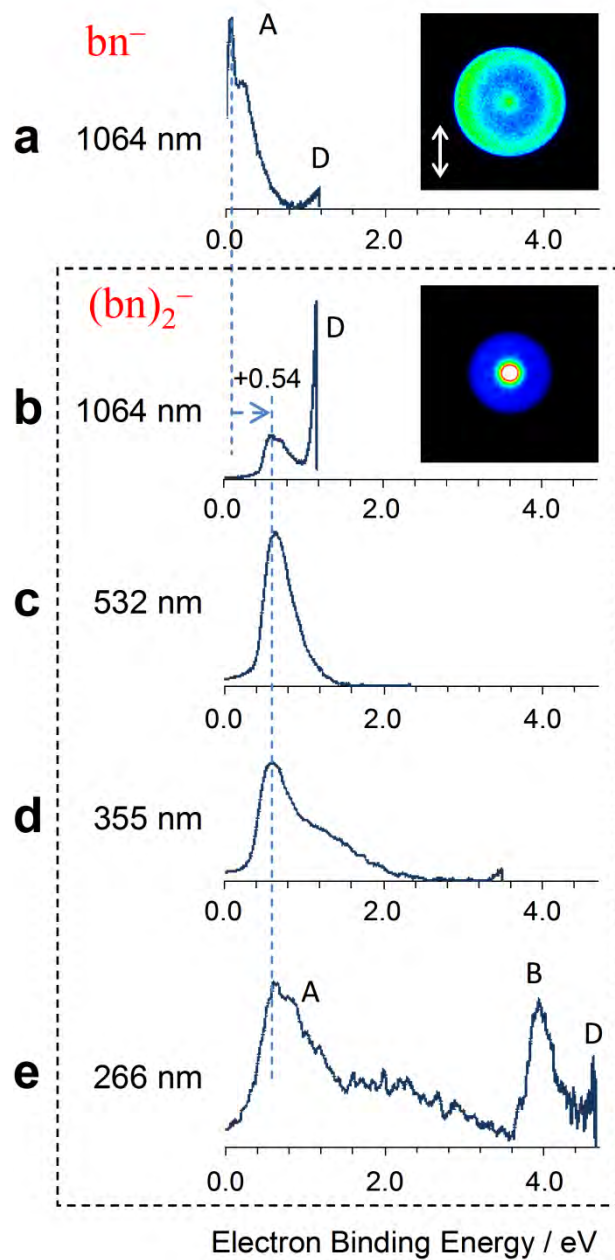 bn⁻
A
a
1064 nm
D
0.0 2.0 4.0
(bn)₂⁻
D
+0.54
b
1064 nm
0.0 2.0 4.0
c
532 nm
0.0 2.0 4.0
d
355 nm
0.0 2.0 4.0
A
B
D
e
266 nm
0.0 2.0 4.0
Electron Binding Energy / eV